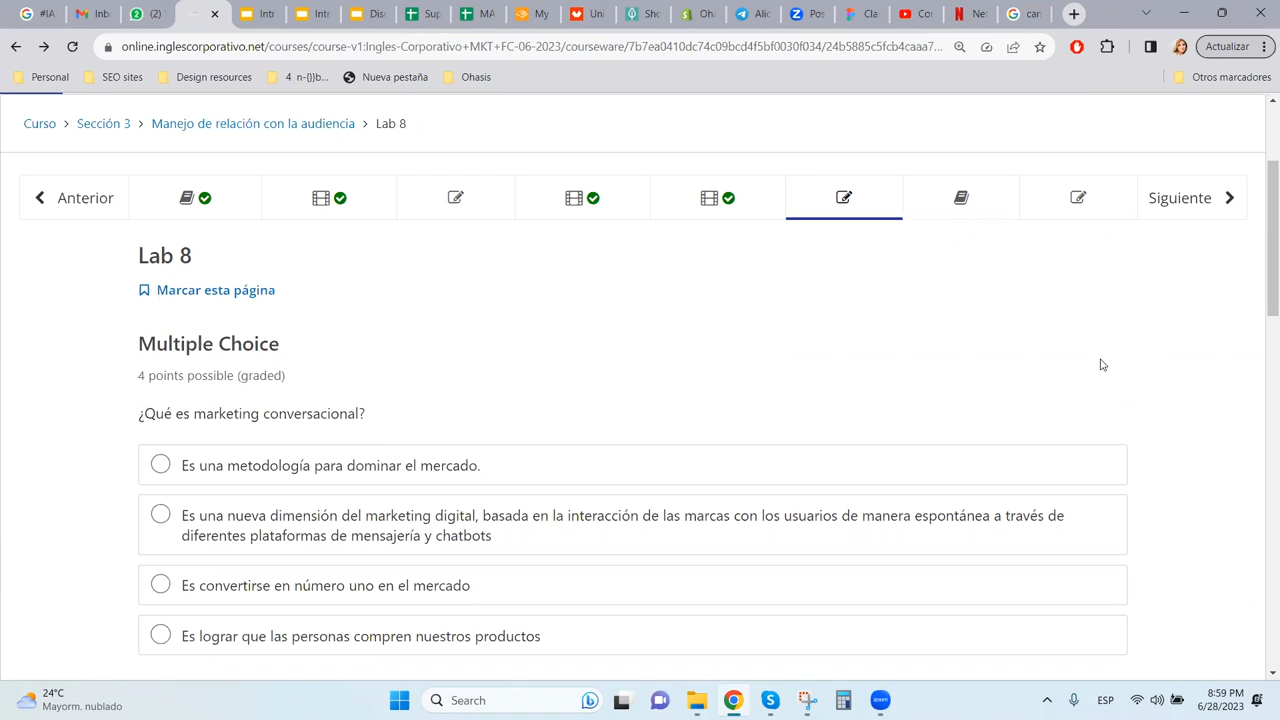 #IA
Inb
(2)
Intr
Intr
Dis
Sup
MA
My
Uni
Sho
Oha
Alic
Pos
Cla
Cor
Net
can
online.inglescorporativo.net/courses/course-v1:Ingles-Corporativo+MKT+FC-06-2023/courseware/7b7ea0410dc74c09bcd4f5bf0030f034/24b5885c5fcb4caaa7...
Actualizar
Personal
SEO sites
Design resources
4 n-{}}b...
Nueva pestaña
Ohasis
Otros marcadores
Curso > Sección 3 > Manejo de relación con la audiencia > Lab 8
Anterior
Siguiente
Lab 8
Marcar esta página
Multiple Choice
4 points possible (graded)
¿Qué es marketing conversacional?
Es una metodología para dominar el mercado.
Es una nueva dimensión del marketing digital, basada en la interacción de las marcas con los usuarios de manera espontánea a través de
diferentes plataformas de mensajería y chatbots
Es convertirse en número uno en el mercado
Es lograr que las personas compren nuestros productos
24°C
Mayorm. nublado
Search
zoom
ESP
8:59 PM
6/28/2023